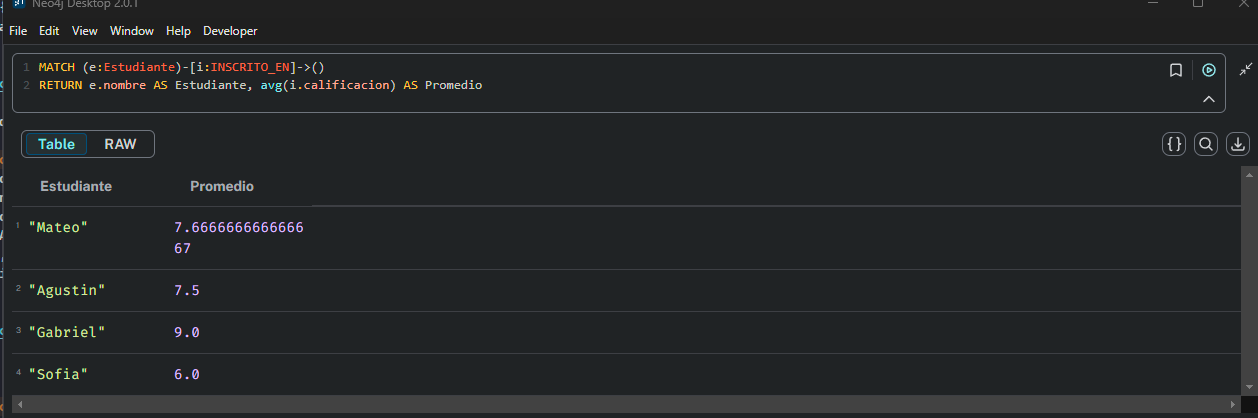 Neo4j Desktop 2.0.1
File Edit View Window Help Developer
1 MATCH (e:Estudiante)-[i:INSCRITO_EN]->()
2 RETURN e.nombre AS Estudiante, avg(i.calificacion) AS Promedio
Table RAW
{}
Estudiante Promedio
1 "Mateo" 7.6666666666666
67
2 "Agustin" 7.5
3 "Gabriel" 9.0
4 "Sofia" 6.0